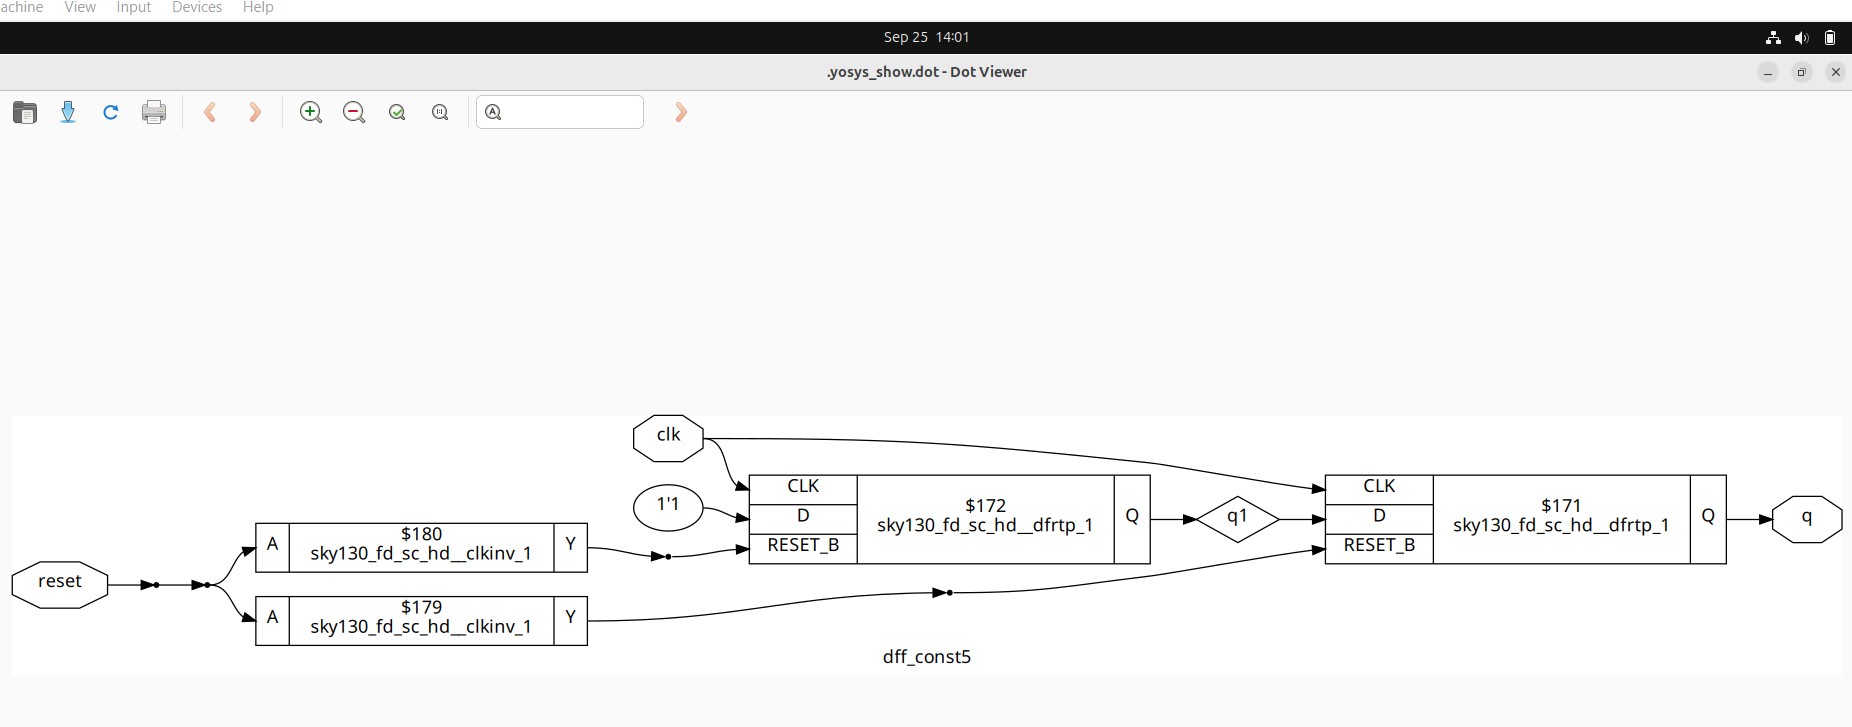 achine View Input Devices Help
Sep 25 14:01
.yosys_show.dot - Dot Viewer
clk
1'1
CLK
D
RESET_B
$172
sky130_fd_sc_hd__dfrtp_1
Q
q1
CLK
D
RESET_B
$171
sky130_fd_sc_hd__dfrtp_1
Q
q
reset
A
$180
sky130_fd_sc_hd__clkinv_1
Y
A
$179
sky130_fd_sc_hd__clkinv_1
Y
dff_const5